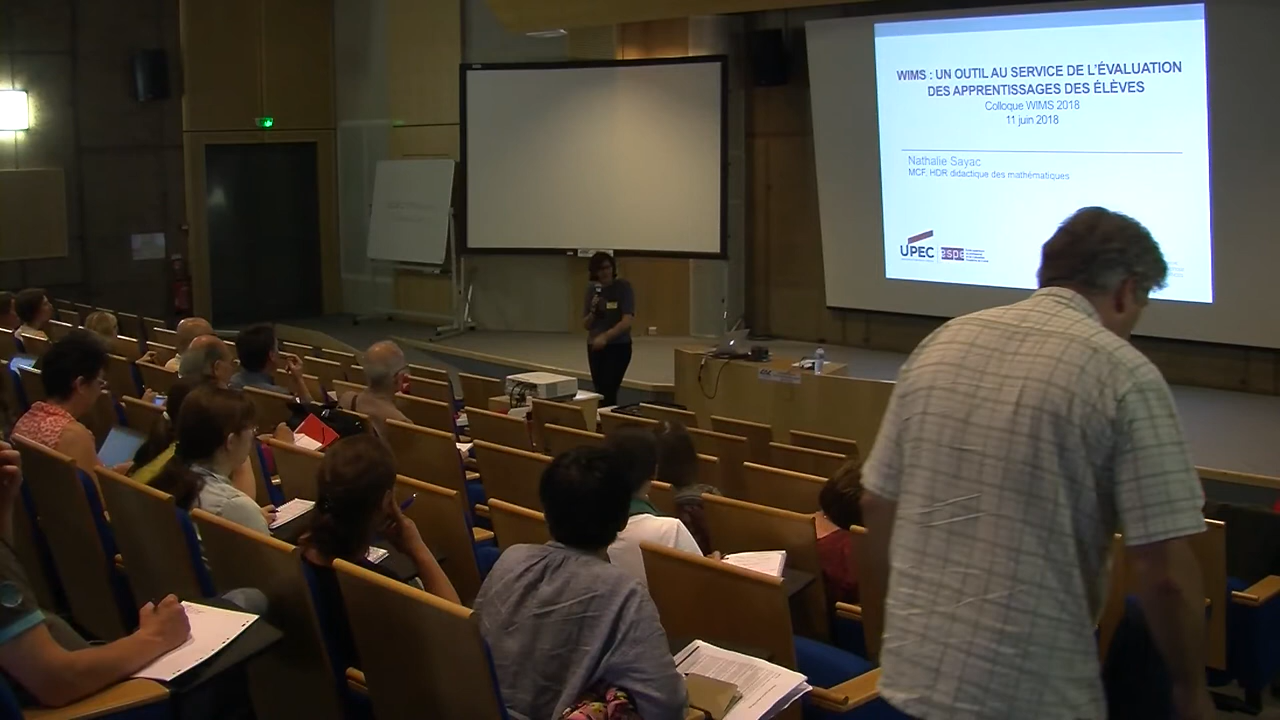 WIMS : UN OUTIL AU SERVICE DE L'ÉVALUATION
DES APPRENTISSAGES DES ÉLÈVES
Colloque WIMS 2018
11 juin 2018
Nathalie Sayac
MCF, HDR didactique des mathématiques
UPEC
espe